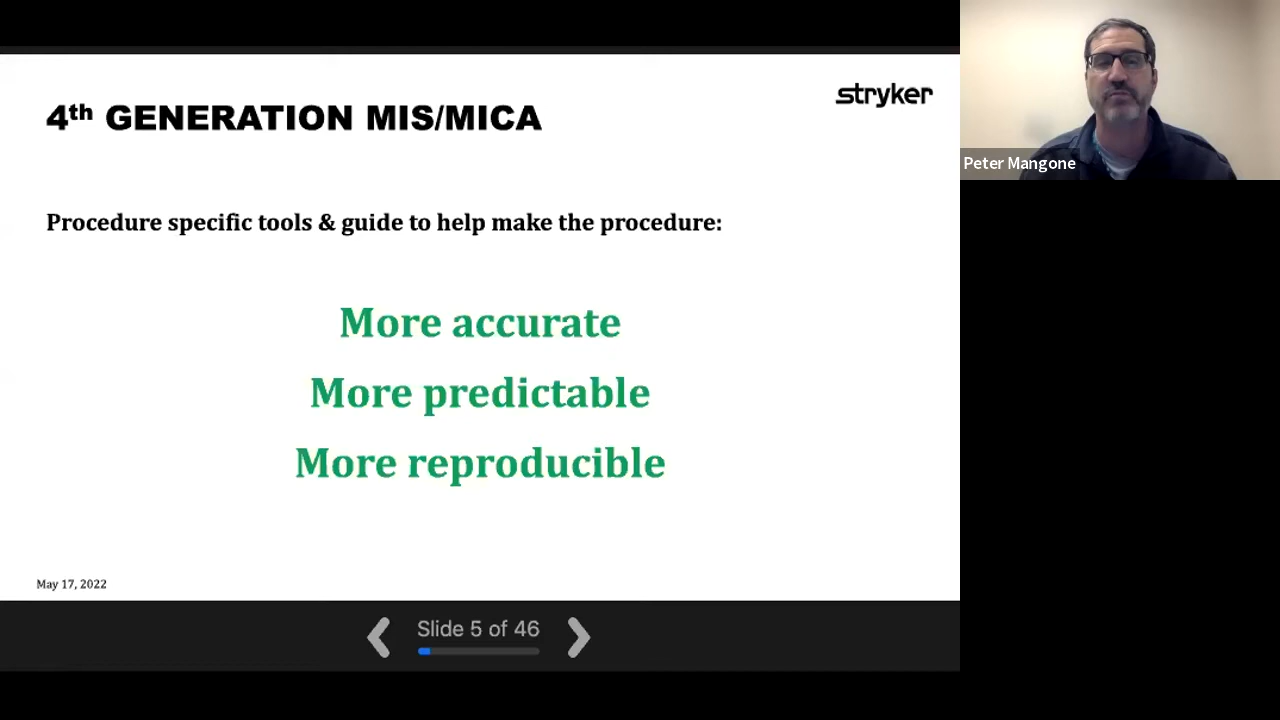 stryker
4th GENERATION MIS/MICA
Procedure specific tools & guide to help make the procedure:
More accurate
More predictable
More reproducible
May 17, 2022
Slide 5 of 46
Peter Mangone